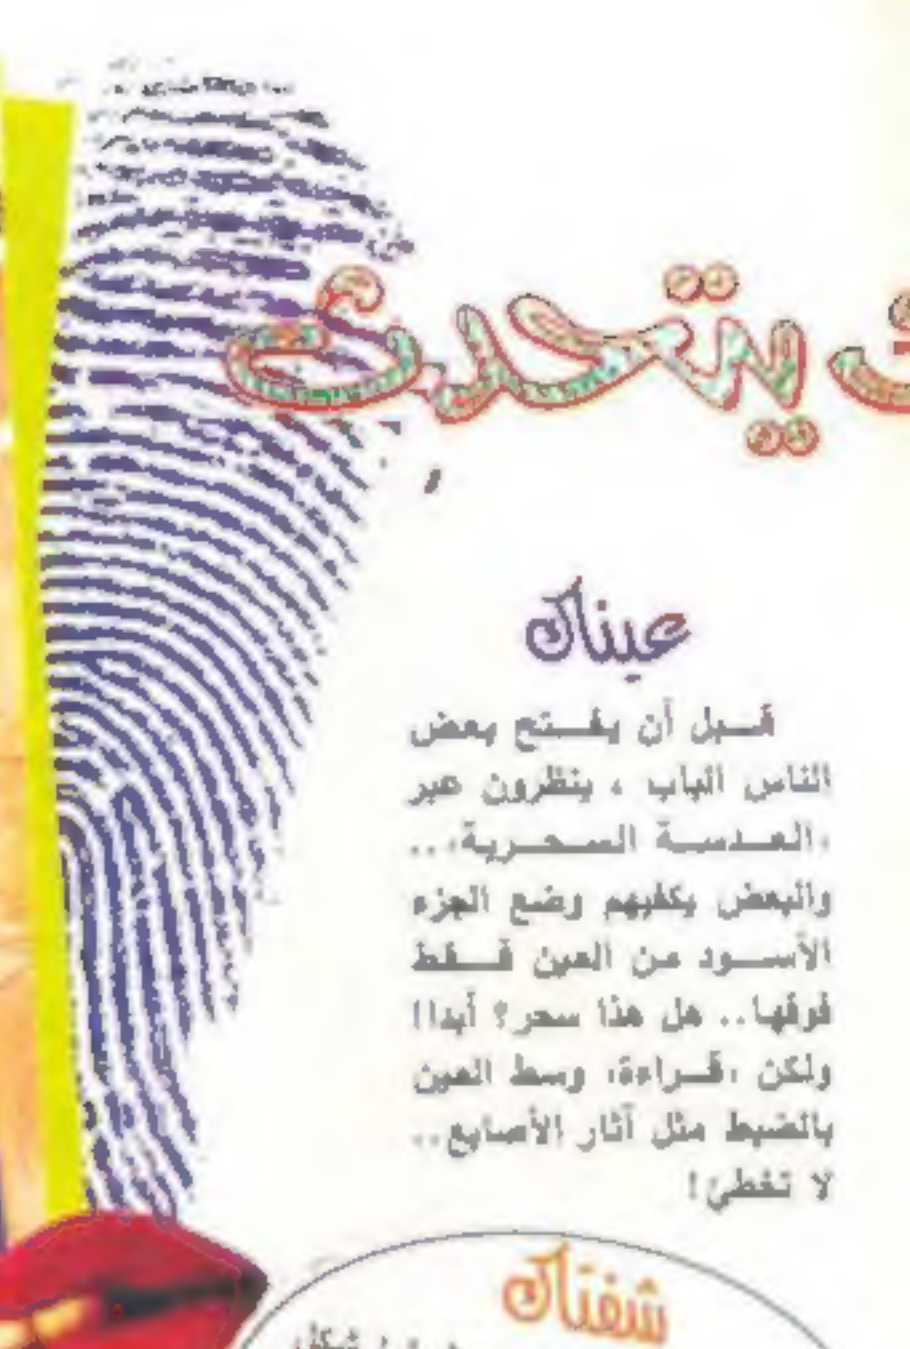 يتحدث
عيناك
قبل أن يفتح بعض
الناس الباب ، ينظرون عبر
«العدسة السحرية»..
والبعض يكفيهم وضع الجزء
الأسود من العين فقط
فوقها.. هل هذا سحر؟ أبدا!
ولكن «قراءة» وسط العين
بالضبط مثل آثار الأصابع..
لا تخطئ!
شفتاك
شكل